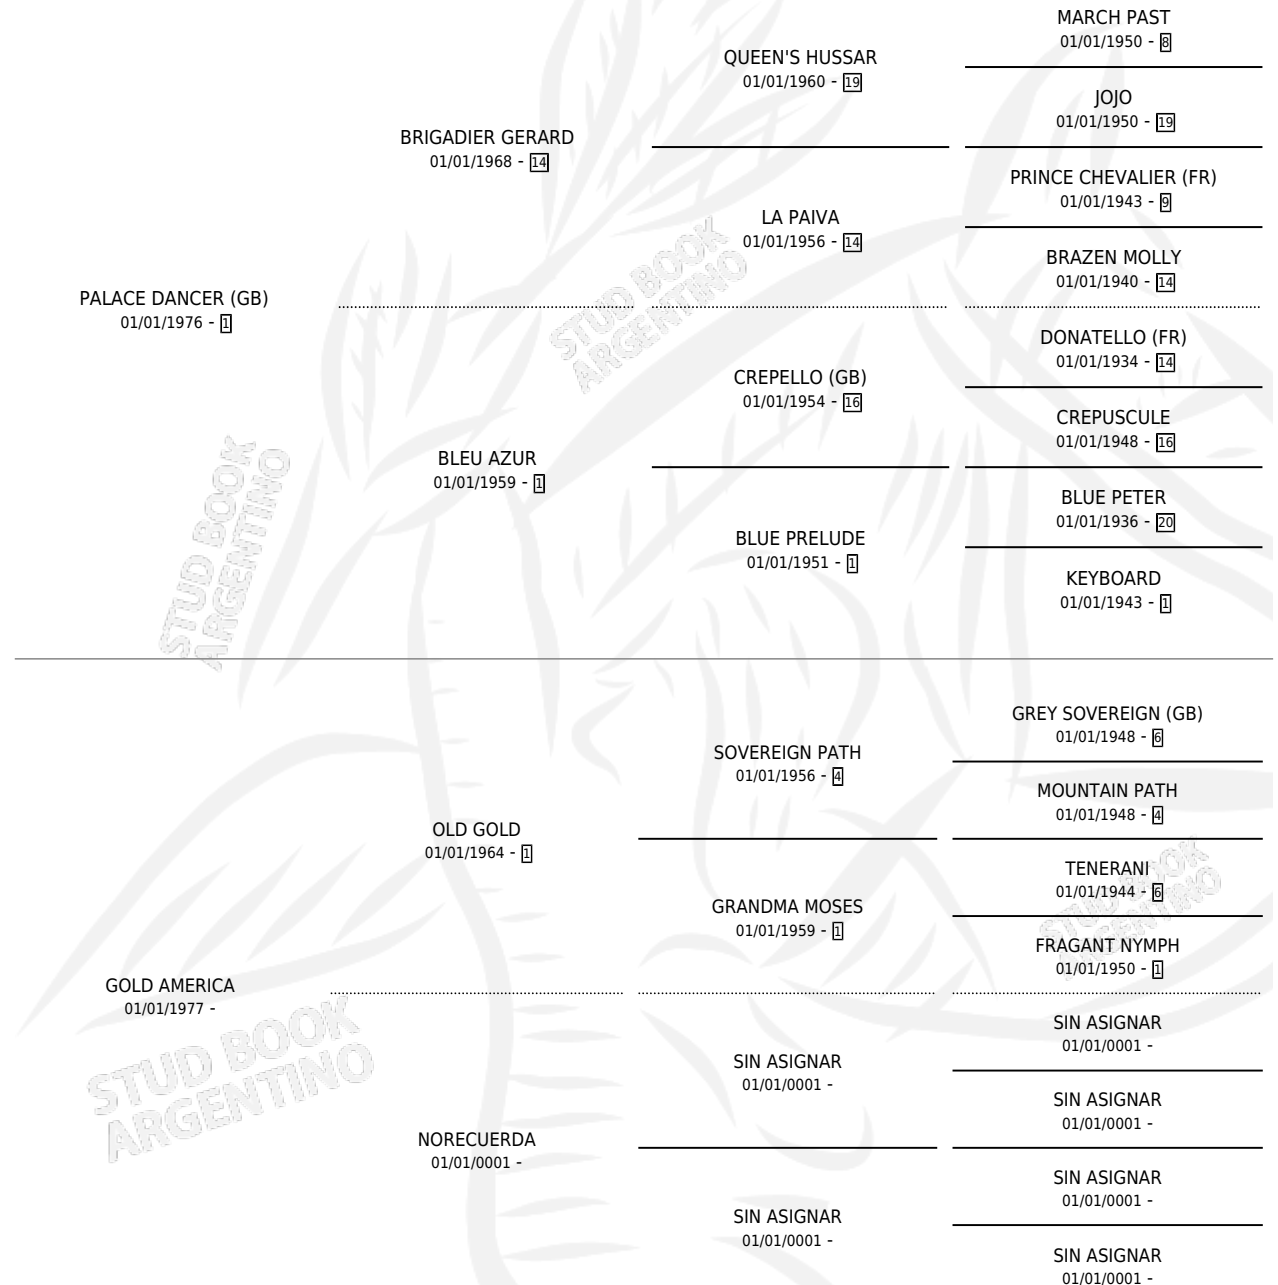 MARCH PAST
01/01/1950 - 8
QUEEN'S HUSSAR
01/01/1960 - 19
JOJO
01/01/1950 - 19
BRIGADIER GERARD
01/01/1968 - 14
PRINCE CHEVALIER (FR)
01/01/1943 - 9
LA PAIVA
01/01/1956 - 14
BRAZEN MOLLY
01/01/1940 - 14
PALACE DANCER (GB)
01/01/1976 - 1
DONATELLO (FR)
01/01/1934 - 14
CREPELLO (GB)
01/01/1954 - 16
CREPUSCULE
01/01/1948 - 16
BLEU AZUR
01/01/1959 - 1
BLUE PETER
01/01/1936 - 20
BLUE PRELUDE
01/01/1951 - 1
KEYBOARD
01/01/1943 - 1
GREY SOVEREIGN (GB)
01/01/1948 - 6
SOVEREIGN PATH
01/01/1956 - 4
MOUNTAIN PATH
01/01/1948 - 4
OLD GOLD
01/01/1964 - 1
TENERANI
01/01/1944 - 6
GRANDMA MOSES
01/01/1959 - 1
FRAGANT NYMPH
01/01/1950 - 1
GOLD AMERICA
01/01/1977 -
SIN ASIGNAR
01/01/0001 -
SIN ASIGNAR
01/01/0001 -
SIN ASIGNAR
01/01/0001 -
NORECUERDA
01/01/0001 -
SIN ASIGNAR
01/01/0001 -
SIN ASIGNAR
01/01/0001 -
SIN ASIGNAR
01/01/0001 -
STUD BOOK
ARGENTINO
STUD BOOK
ARGENTINO
STUD BOOK
ARGENTINO
STUD BOOK
ARGENTINO